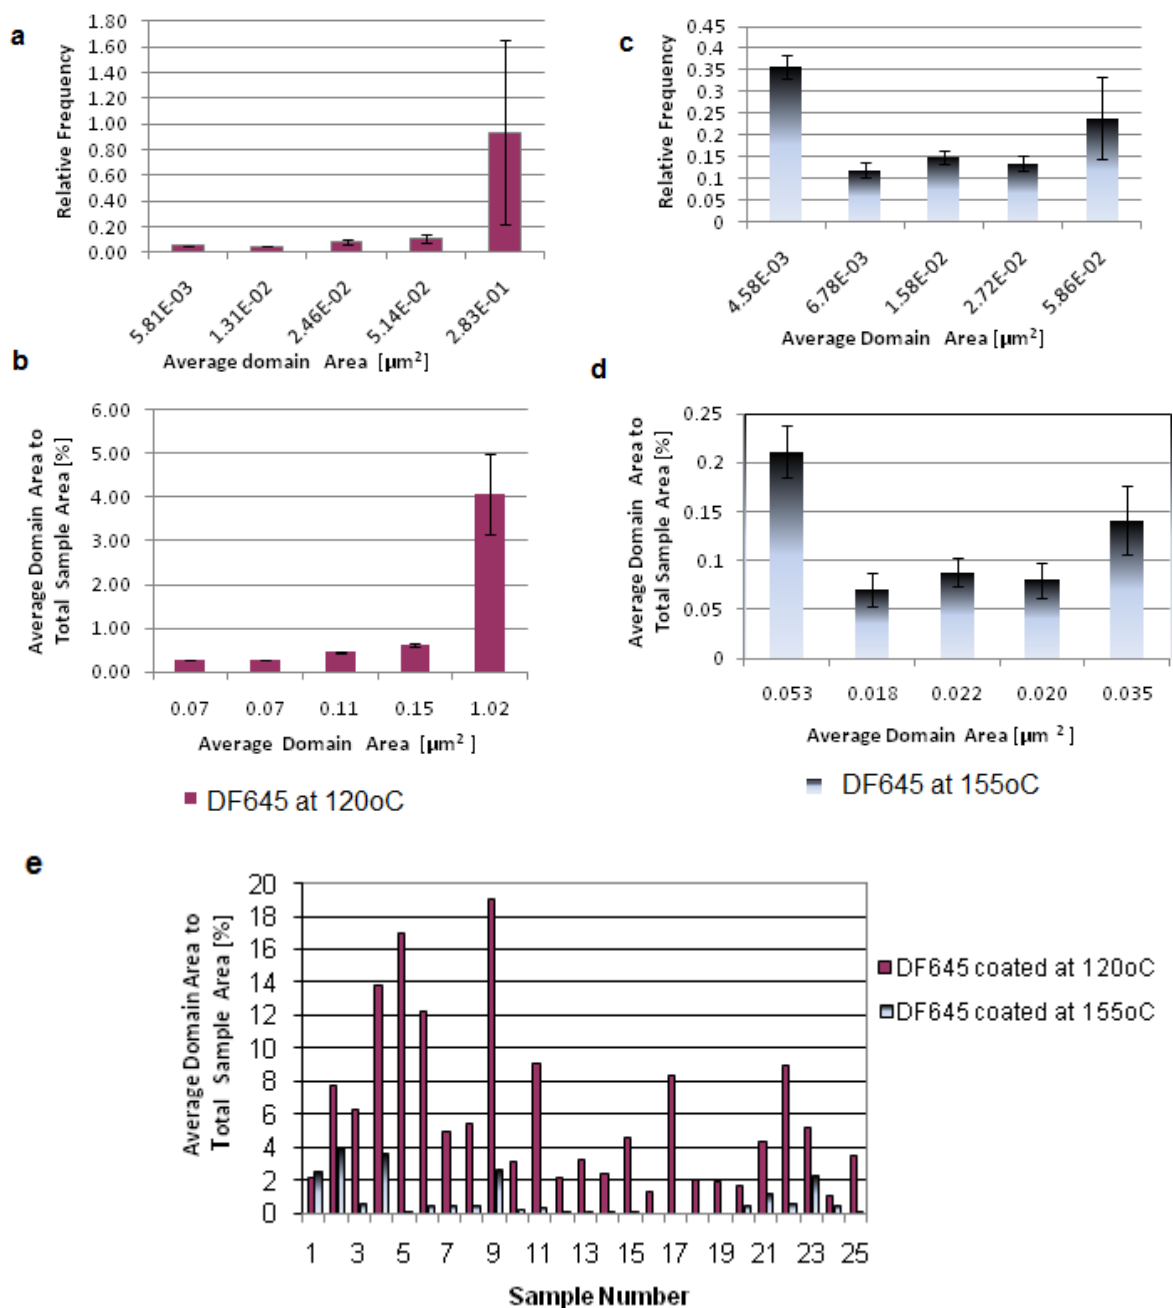 a
1.80
1.60
1.40
1.20
1.00
0.80
0.60
0.40
0.20
0.00
Relative Frequency
5.81E-03
1.31E-02
2.46E-02
5.14E-02
2.83E-01
Average domain Area [µm²]
c
0.45
0.4
0.35
0.3
0.25
0.2
0.15
0.1
0.05
0
Relative Frequency
4.58E-03
6.78E-03
1.58E-02
2.72E-02
5.86E-02
Average Domain Area [µm²]
b
6.00
5.00
4.00
3.00
2.00
1.00
0.00
Average Domain Area to
Total Sample Area [%]
0.07 0.07 0.11 0.15 1.02
Average Domain Area [µm²]
DF645 at 120oC
d
0.25
0.2
0.15
0.1
0.05
0
Average Domain Area to
Total Sample Area [%]
0.053 0.018 0.022 0.020 0.035
Average Domain Area [µm ²]
DF645 at 155oC
e
20
18
16
14
12
10
8
6
4
2
0
Average Domain Area to
Total Sample Area [%]
1 3 5 7 9 11 13 15 17 19 21 23 25
Sample Number
DF645 coated at 120oC
DF645 coated at 155oC